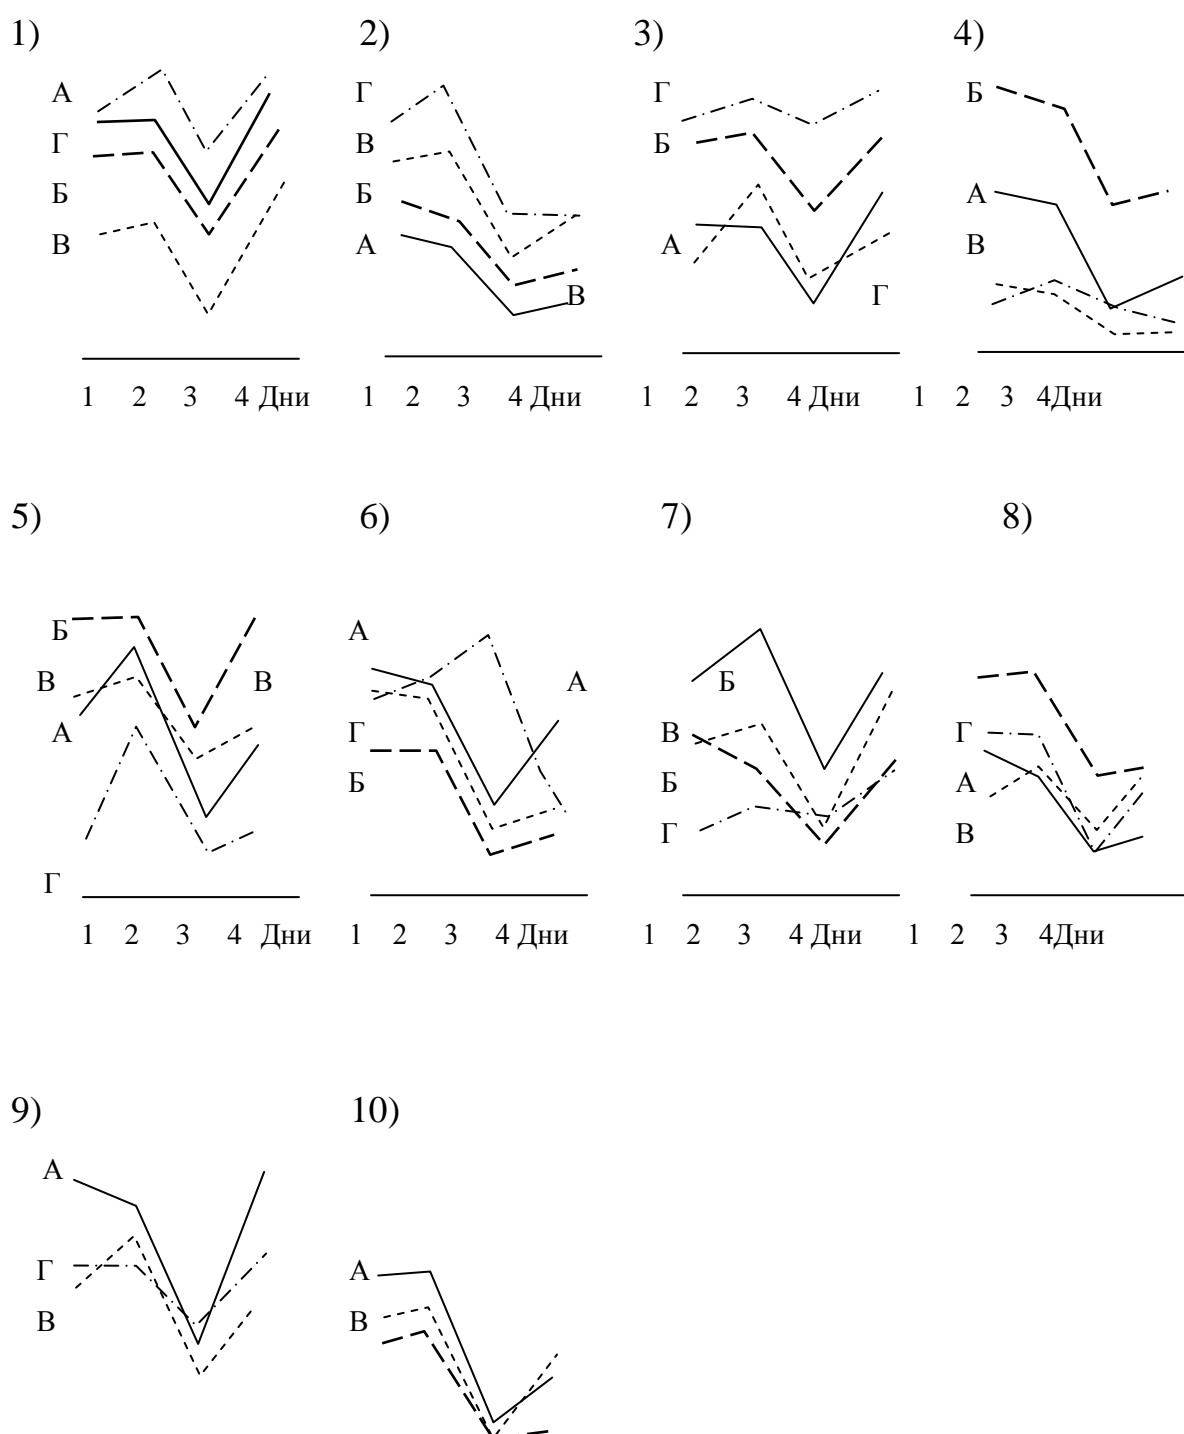 1) 2) 3) 4)
А Г Г Б
Г В Б
Б Б А
В А А В
В Г
1 2 3 4 Дни 1 2 3 4 Дни 1 2 3 4 Дни 1 2 3 4Дни
5) 6) 7) 8)
Б А
В В А Б
А Г В Г
Б Б А
Г В
Г
1 2 3 4 Дни 1 2 3 4 Дни 1 2 3 4 Дни 1 2 3 4Дни
9) 10)
А
Г А
В В